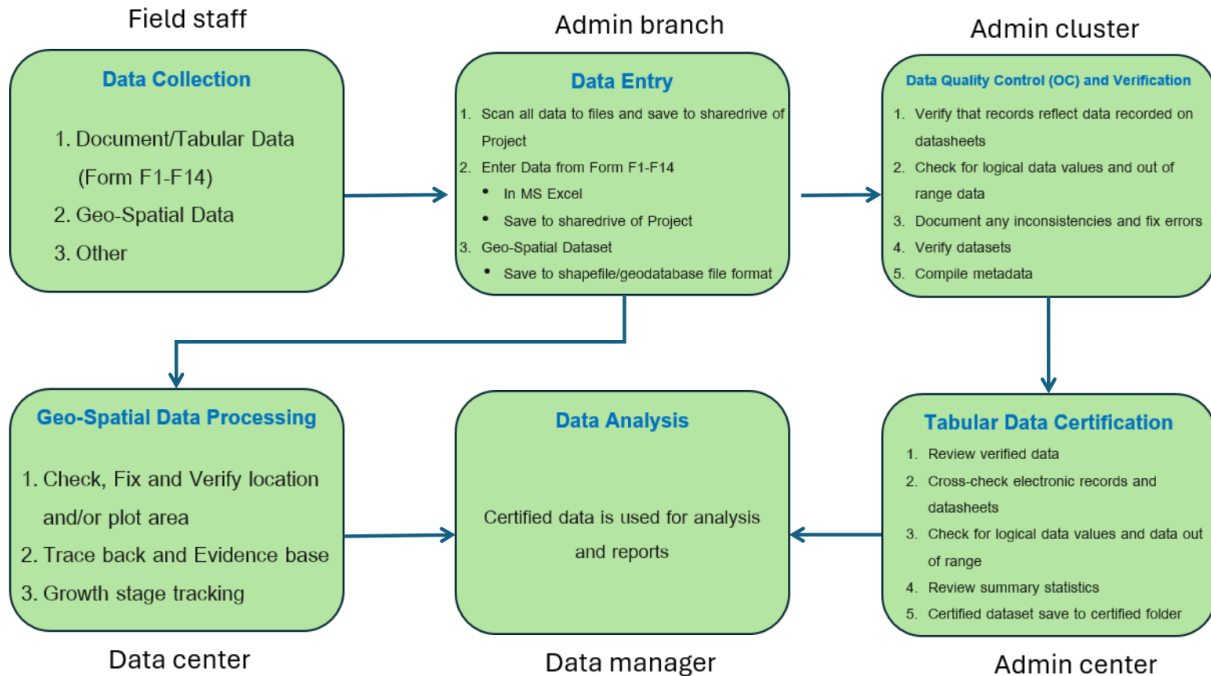 Field staff
Admin branch
Admin cluster
Data Collection
1. Document/Tabular Data
(Form F1-F14)
2. Geo-Spatial Data
3. Other
Data Entry
1. Scan all data to files and save to sharedrive of
Project
2. Enter Data from Form F1-F14
• In MS Excel
• Save to sharedrive of Project
3. Geo-Spatial Dataset
• Save to shapefile/geodatabase file format
Data Quality Control (OC) and Verification
1. Verify that records reflect data recorded on
datasheets
2. Check for logical data values and out of
range data
3. Document any inconsistencies and fix errors
4. Verify datasets
5. Compile metadata
Geo-Spatial Data Processing
1. Check, Fix and Verify location
and/or plot area
2. Trace back and Evidence base
3. Growth stage tracking
Data Analysis
Certified data is used for analysis
and reports
Tabular Data Certification
1. Review verified data
2. Cross-check electronic records and
datasheets
3. Check for logical data values and data out
of range
4. Review summary statistics
5. Certified dataset save to certified folder
Data center
Data manager
Admin center